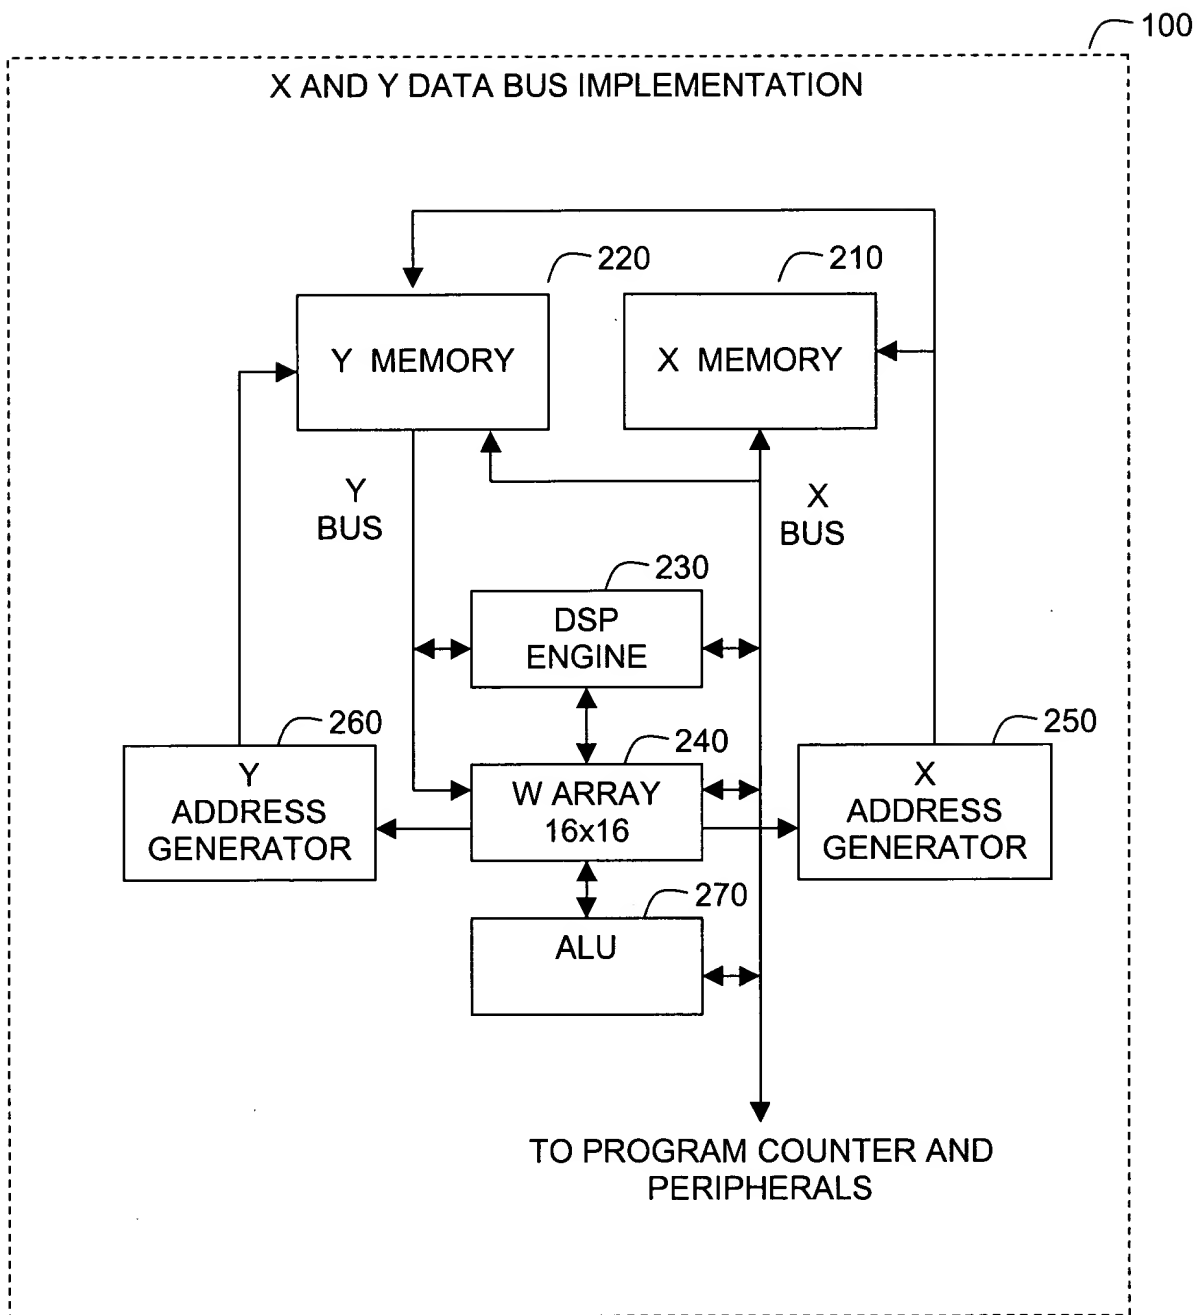 100
X AND Y DATA BUS IMPLEMENTATION
220
210
Y MEMORY
X MEMORY
Y
BUS
X
BUS
230
DSP
ENGINE
260
240
250
Y
ADDRESS
GENERATOR
W ARRAY
16x16
X
ADDRESS
GENERATOR
270
ALU
TO PROGRAM COUNTER AND
PERIPHERALS